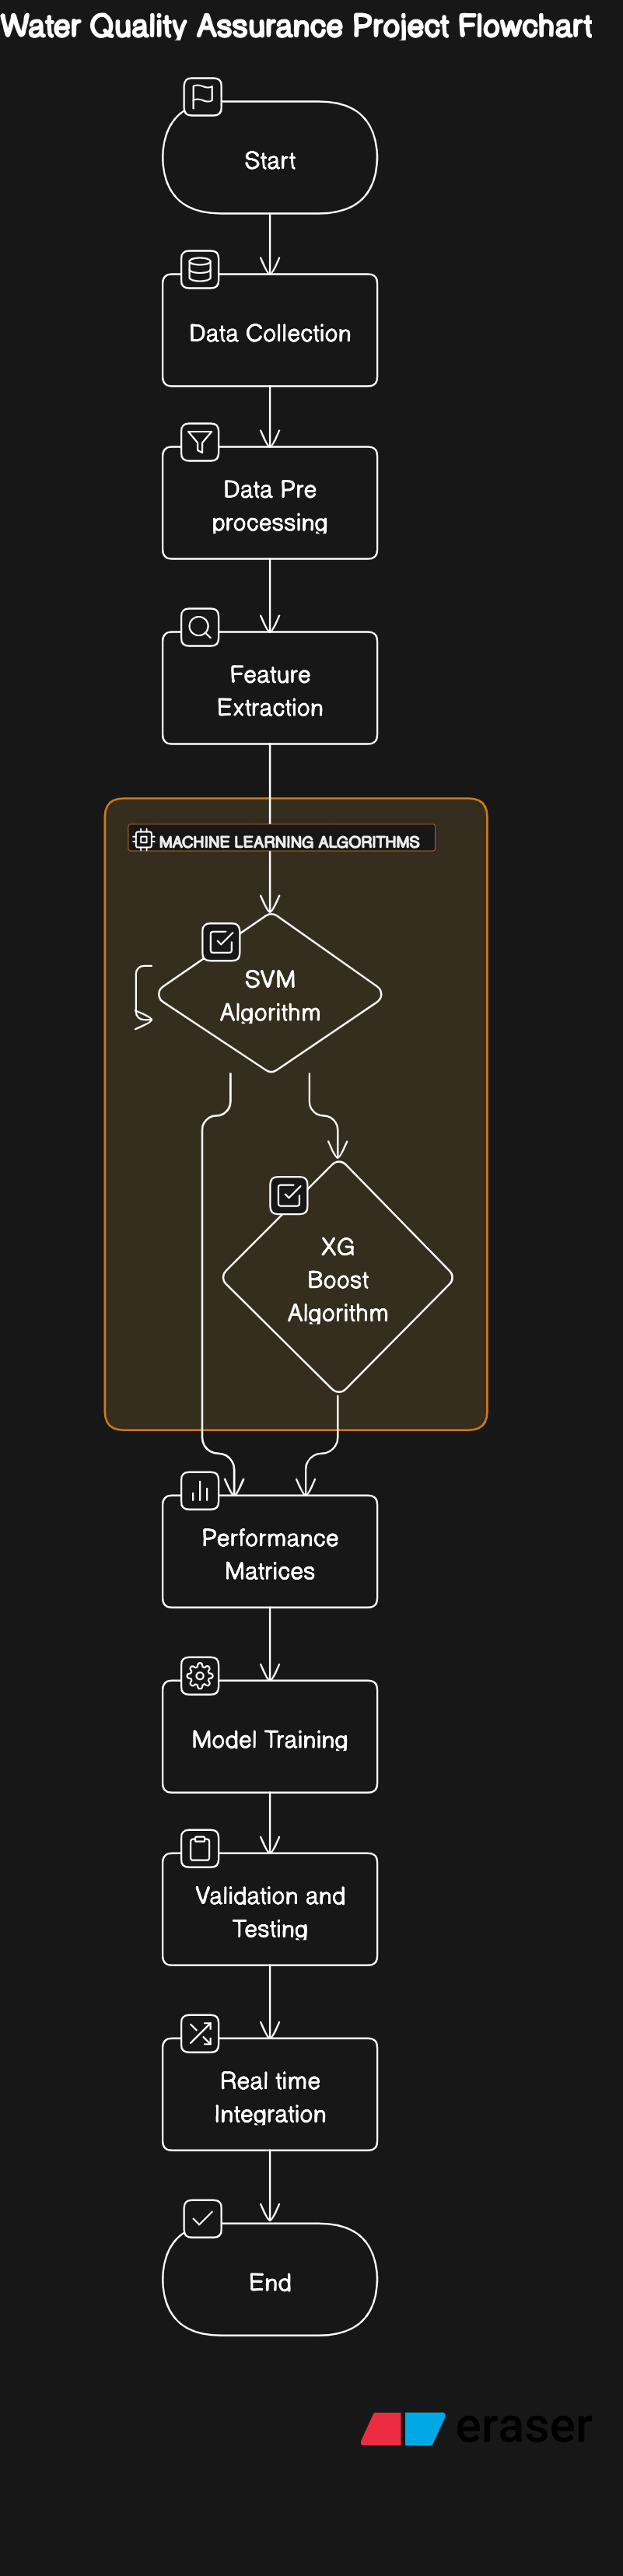 Water Quality Assurance Project Flowchart
Start
Data Collection
Data Pre
processing
Feature
Extraction
MACHINE LEARNING ALGORITHMS
SVM
Algorithm
XG
Boost
Algorithm
Performance
Matrices
Model Training
Validation and
Testing
Real time
Integration
End
eraser